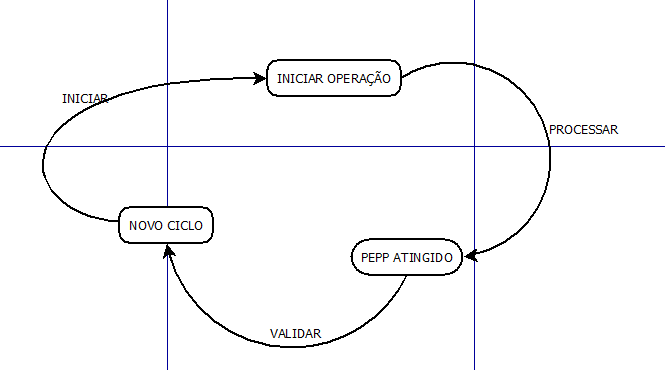 INICIAR OPERAÇÃO
INICIAR
PROCESSAR
NOVO CICLO
PEPP ATINGIDO
VALIDAR